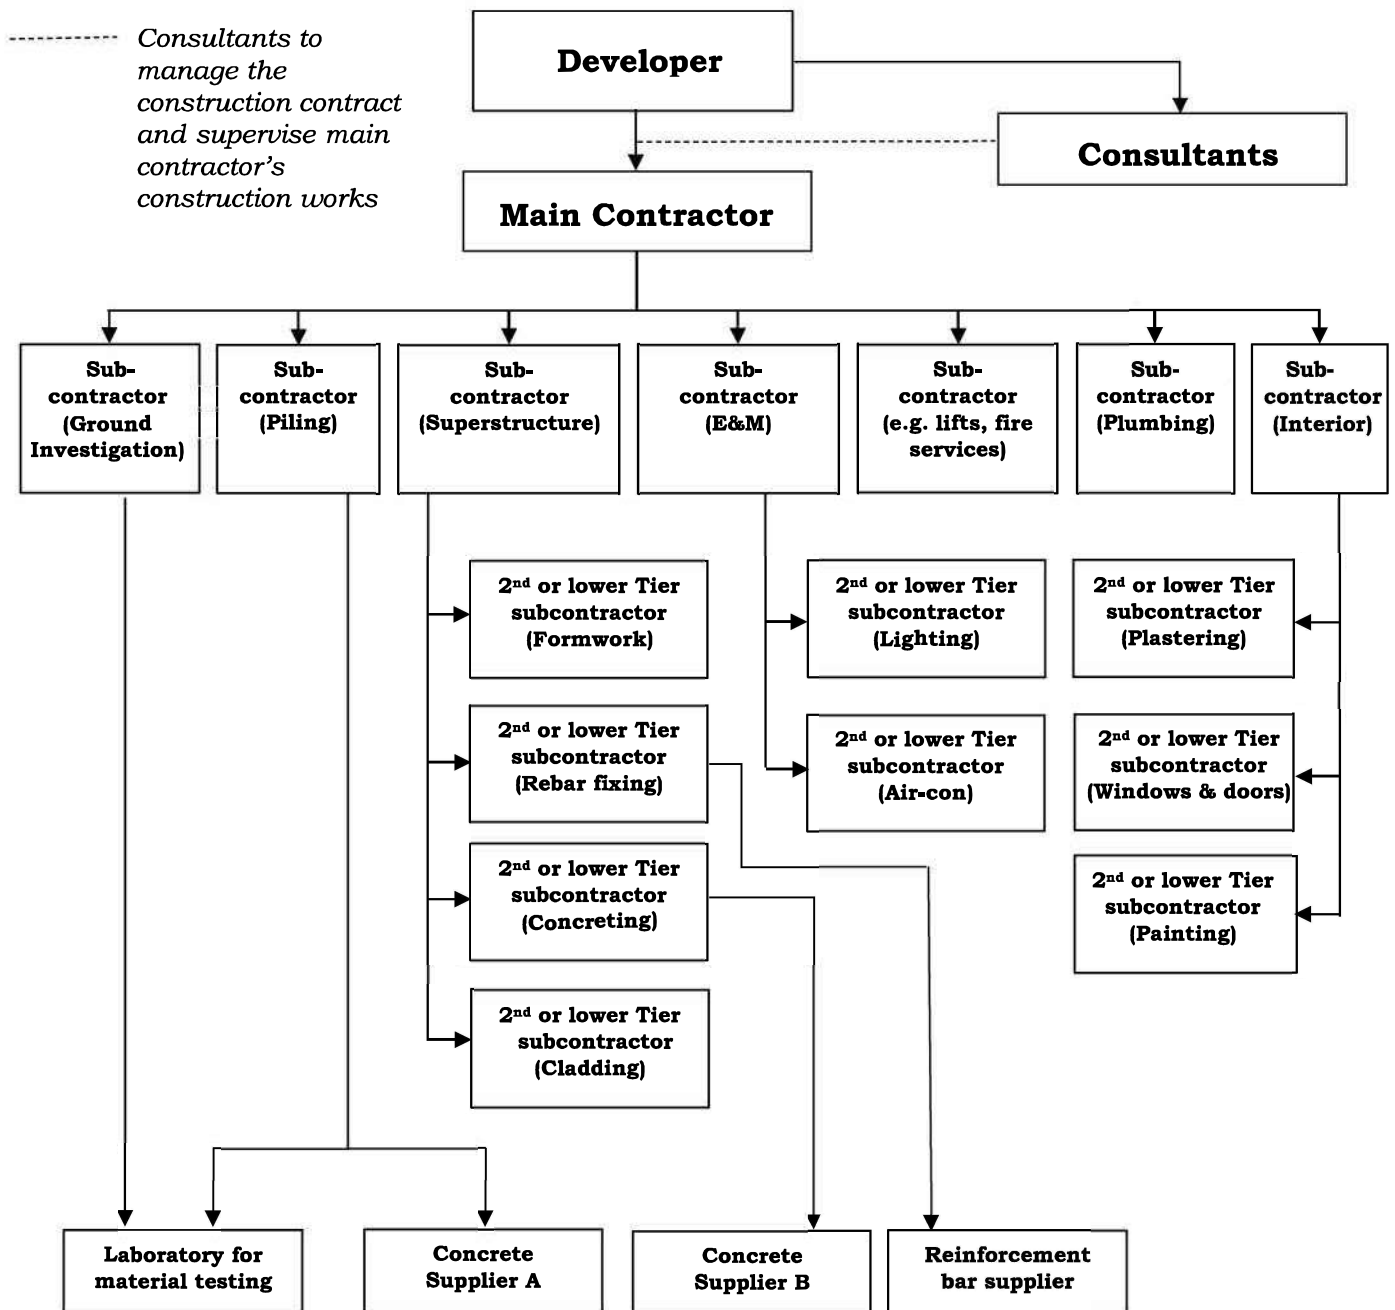 Consultants to
manage the
construction contract
and supervise main
contractor’s
construction works
Developer
Consultants
Main Contractor
Sub-
contractor
(Ground
Investigation)
Sub-
contractor
(Piling)
Sub-
contractor
(Superstructure)
Sub-
contractor
(E&M)
Sub-
contractor
(e.g. lifts, fire
services)
Sub-
contractor
(Plumbing)
Sub-
contractor
(Interior)
2nd or lower Tier
subcontractor
(Formwork)
2nd or lower Tier
subcontractor
(Lighting)
2nd or lower Tier
subcontractor
(Plastering)
2nd or lower Tier
subcontractor
(Rebar fixing)
2nd or lower Tier
subcontractor
(Air-con)
2nd or lower Tier
subcontractor
(Windows & doors)
2nd or lower Tier
subcontractor
(Concreting)
2nd or lower Tier
subcontractor
(Painting)
2nd or lower Tier
subcontractor
(Cladding)
Laboratory for
material testing
Concrete
Supplier A
Concrete
Supplier B
Reinforcement
bar supplier